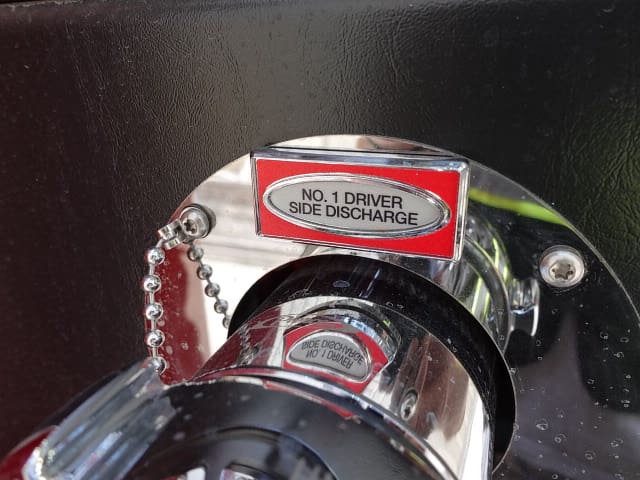 NO. 1 DRIVER
SIDE DISCHARGE